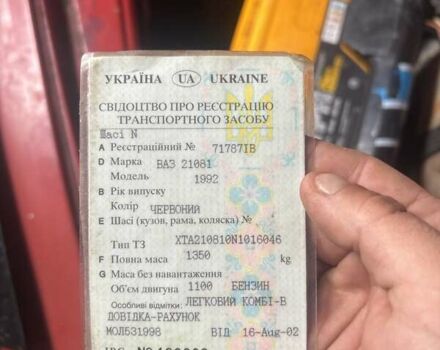 УКРАЇНА UA UKRAINE
СВІДОЦТВО ПРО РЕЄСТРАЦІЮ
ТРАНСПОРТНОГО ЗАСОБУ
Шасі N
A Реєстраційний № 71787ІВ
D Марка ВАЗ 21081
Модель 1992
B Рік випуску
Колір ЧЕРВОНИЙ
E Шасі (кузов, рама, коляска) №
Тип ТЗ XTA210810N1016046
F Повна маса 1350 kg
G Маса без навантаження
Об'єм двигуна 1100 БЕНЗИН
Особливі відмітки: ЛЕГКОВИЙ КОМБІ-В
ДОВІДКА-РАХУНОК
МОЛ531998 ВІД 16-Aug-02